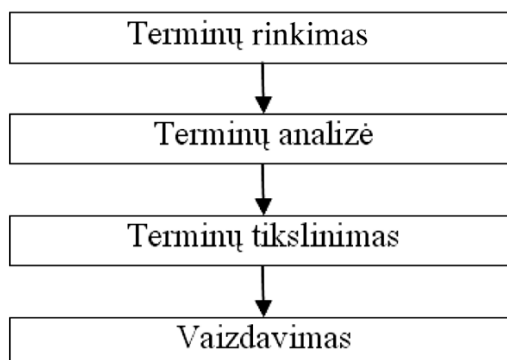 Terminų rinkimas
Terminų analizė
Terminų tikslinimas
Vaizdavimas